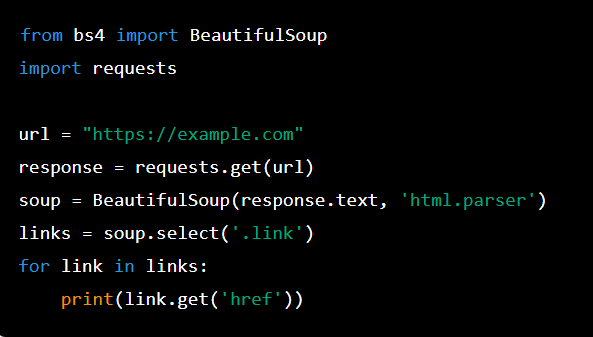 from bs4 import BeautifulSoup
import requests
url = "https://example.com"
response = requests.get(url)
soup = BeautifulSoup(response.text, 'html.parser')
links = soup.select('.link')
for link in links:
    print(link.get('href'))